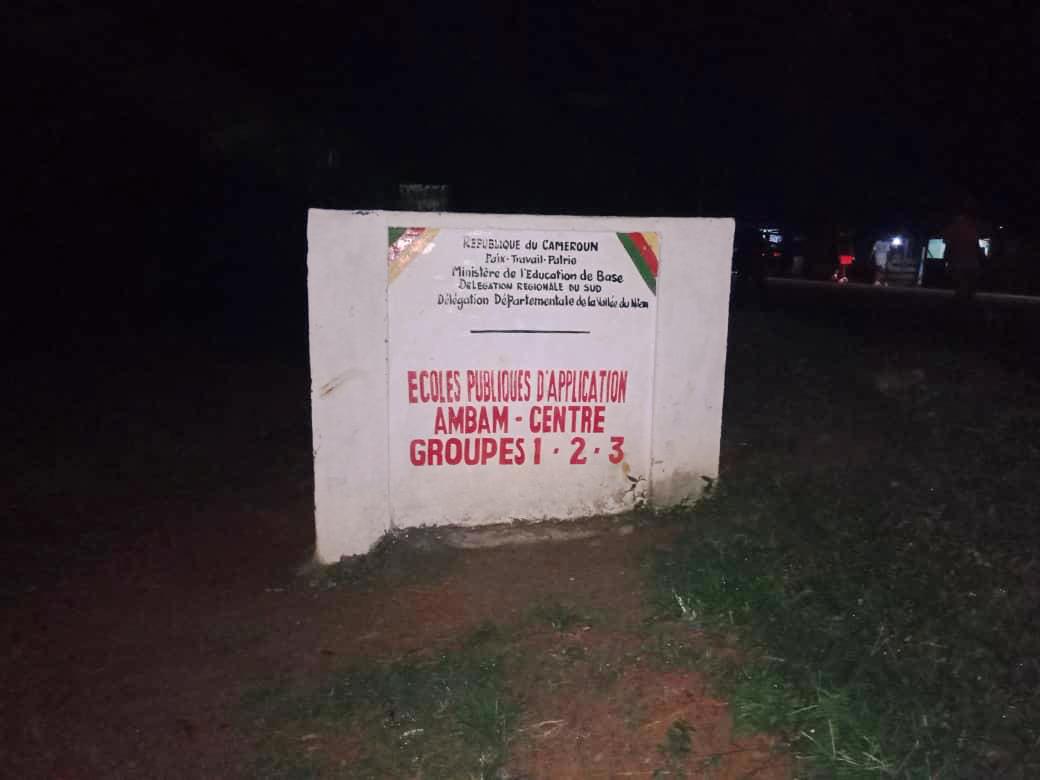 REPUBLIQUE du CAMEROUN
Paix-Travail-Patrie
Ministère de l'Education de Base
DÉLEGATION REGIONALE DU SUD
Délégation Départementale de la Vallée du Ntem
ECOLES PUBLIQUES D'APPLICATION
AMBAM - CENTRE
GROUPES 1 - 2 - 3